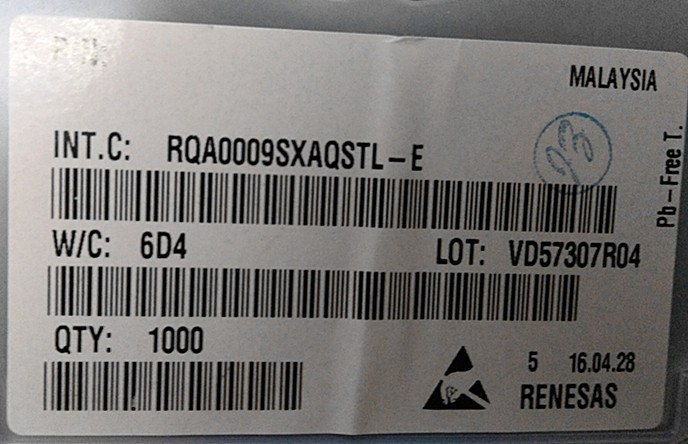 MALAYSIA
INT.C: RQA0009SXAQSTL-E
Pb-Free T.
W/C: 6D4 LOT: VD57307R04
QTY: 1000
5 16.04.28
RENESAS